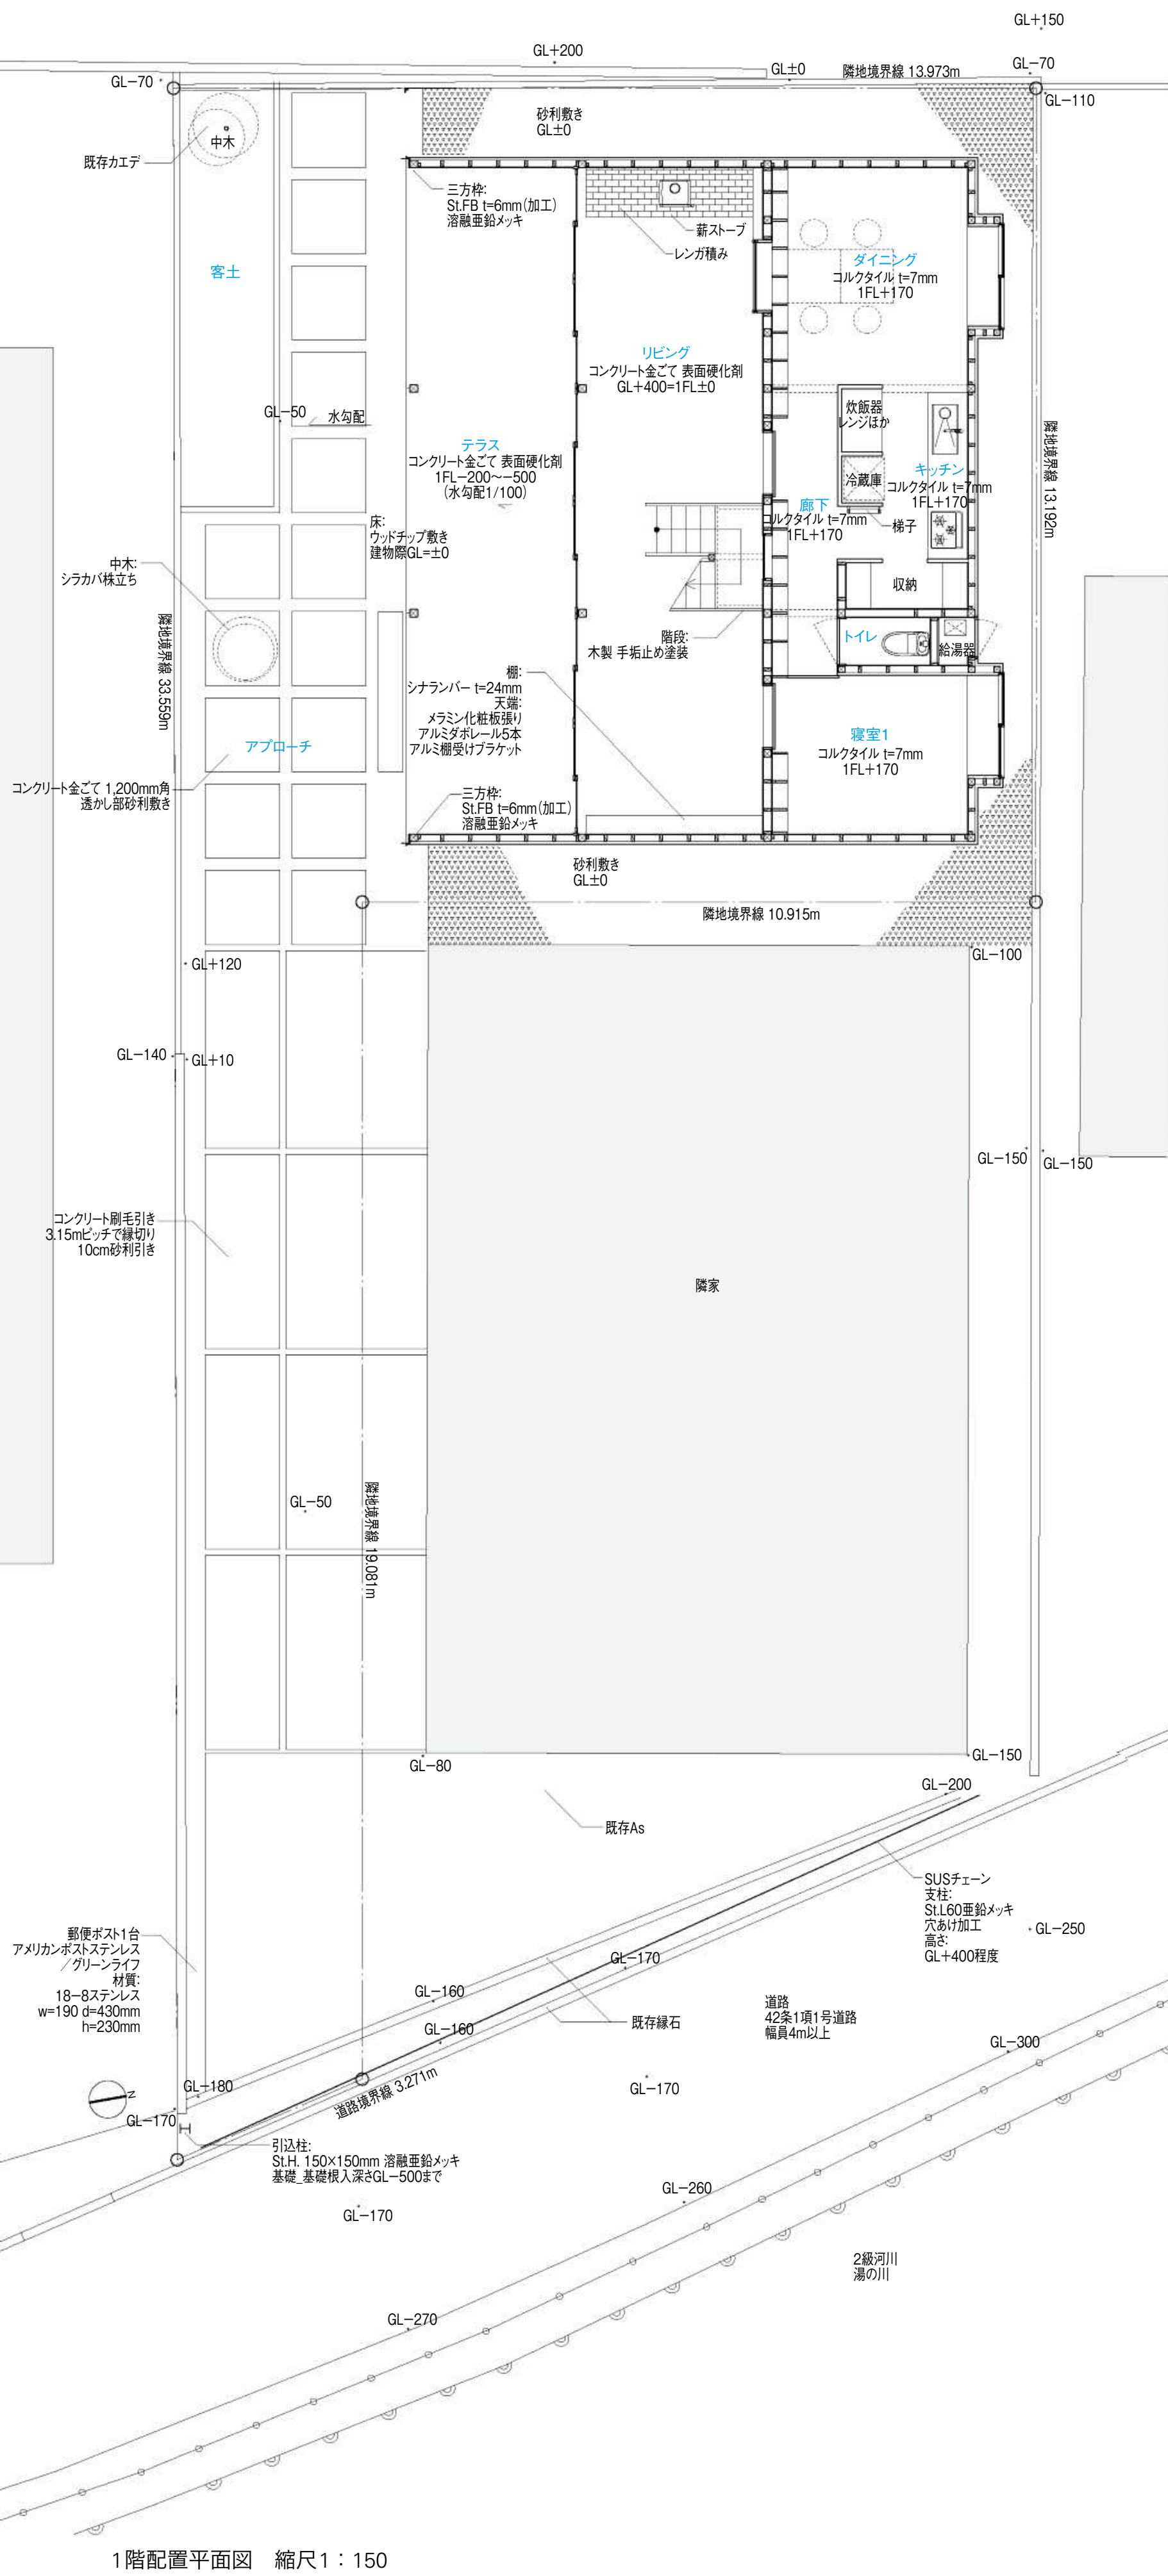 GL+150
GL+200
GL-70
GL±0
隣地境界線 13.973m
GL-70
GL-110
砂利敷き
GL±0
中木
既存カエデ
三方枠:
St.FB t=6mm(加工)
溶融亜鉛メッキ
薪ストーブ
レンガ積み
客土
ダイニング
コルクタイル t=7mm
1FL+170
リビング
コンクリート金ごて 表面硬化剤
GL+400=1FL±0
GL-50
水勾配
炊飯器
レンジほか
隣地境界線 13.192m
テラス
コンクリート金ごて 表面硬化剤
1FL-200~-500
(水勾配1/100)
冷蔵庫
キッチン
コルクタイル t=7mm
1FL+170
廊下
コルクタイル t=7mm
1FL+170
梯子
床:
ウッドチップ敷き
建物際GL=±0
中木:
シラカバ株立ち
収納
隣地境界線 33.559m
階段:
木製 手垢止め塗装
トイレ
給湯器
棚:
シナランバー t=24mm
天端:
メラミン化粧板張り
アルミダボレール5本
アルミ棚受けブラケット
アプローチ
寝室1
コルクタイル t=7mm
1FL+170
コンクリート金ごて 1,200mm角
透かし部砂利敷き
三方枠:
St.FB t=6mm(加工)
溶融亜鉛メッキ
砂利敷き
GL±0
隣地境界線 10.915m
GL-100
GL+120
GL-140
GL+10
GL-150
GL-150
コンクリート刷毛引き
3.15mピッチで縁切り
10cm砂利引き
隣家
GL-50
隣地境界線 19.081m
GL-80
GL-150
GL-200
既存As
SUSチェーン
支柱:
St.L60亜鉛メッキ
穴あけ加工
高さ:
GL+400程度
GL-250
郵便ポスト1台
アメリカンポストステンレス
/グリーンライフ
材質:
18-8ステンレス
w=190 d=430mm
h=230mm
GL-170
GL-160
既存縁石
GL-160
道路
42条1項1号道路
幅員4m以上
GL-300
GL-170
道路境界線 3.271m
N
GL-180
GL-170
引込柱:
St.H. 150×150mm 溶融亜鉛メッキ
基礎_基礎根入深さGL-500まで
GL-170
GL-260
2級河川
湯の川
GL-270
1階配置平面図 縮尺1:150